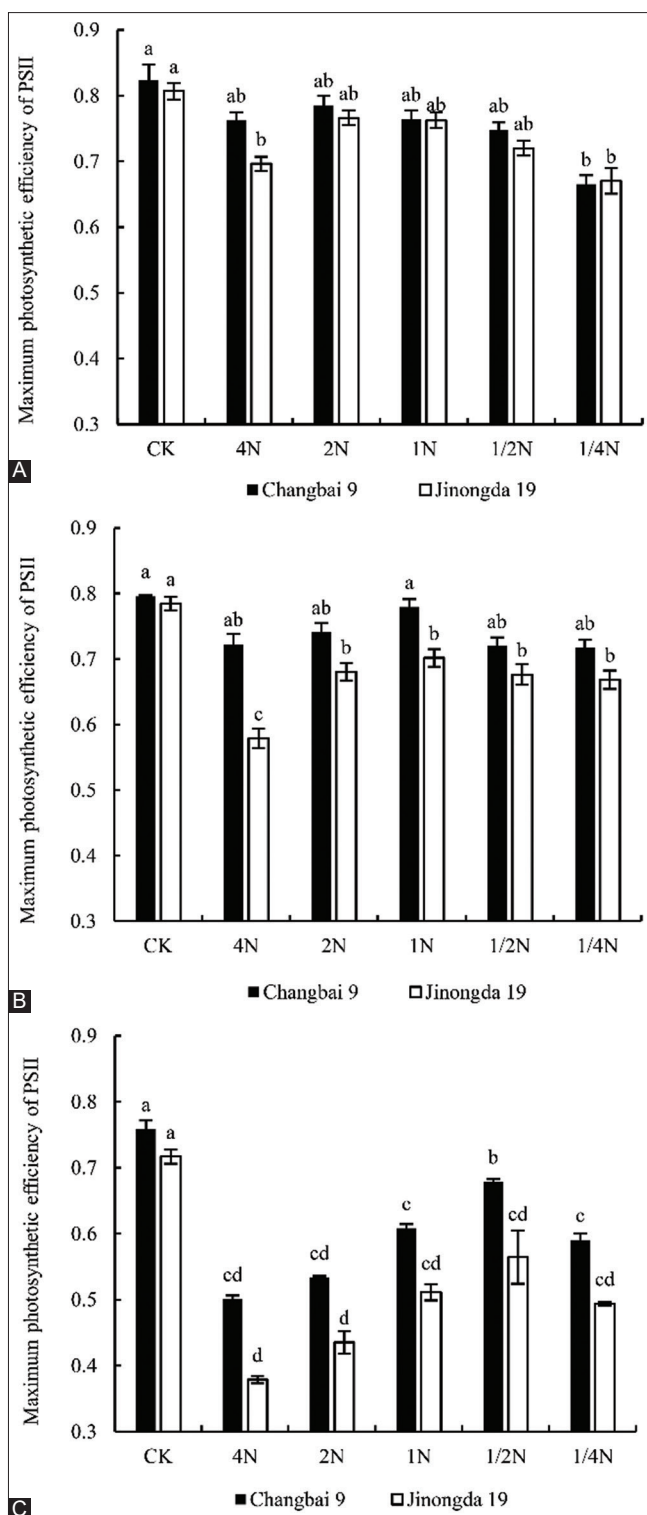 Maximum photosynthetic efficiency of PSII
0.9
0.8
0.7
0.6
0.5
0.4
0.3
a a ab b ab ab ab ab ab ab b b
CK 4N 2N 1N 1/2N 1/4N
Changbai 9 Jinongda 19
A
Maximum photosynthetic efficiency of PSII
0.9
0.8
0.7
0.6
0.5
0.4
0.3
a a ab c ab b a b ab b ab b
CK 4N 2N 1N 1/2N 1/4N
Changbai 9 Jinongda 19
B
Maximum photosynthetic efficiency of PSII
0.9
0.8
0.7
0.6
0.5
0.4
0.3
a a cd d cd d c cd b cd c cd
CK 4N 2N 1N 1/2N 1/4N
Changbai 9 Jinongda 19
C